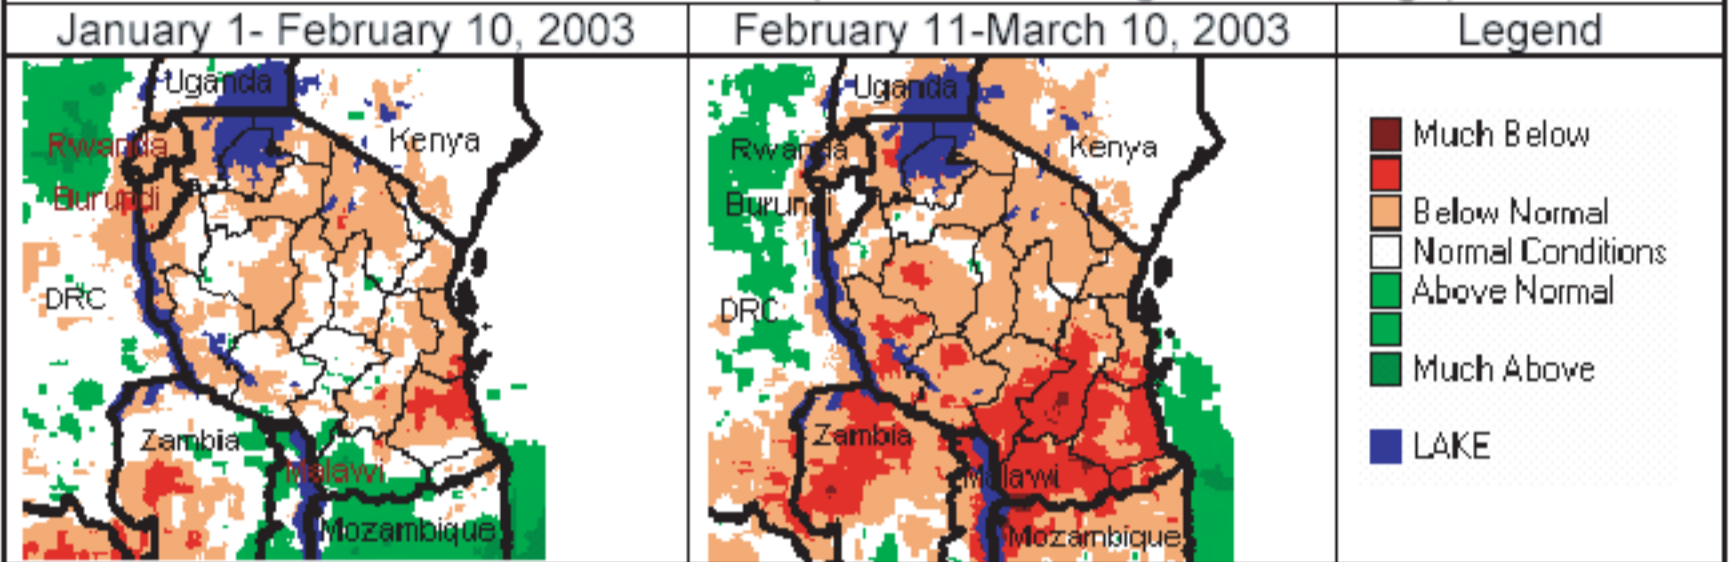 January 1- February 10, 2003
February 11-March 10, 2003
Legend
Uganda
Kenya
Rwanda
Burundi
DRC
Zambia
Malawi
Mozambique
Uganda
Kenya
Rwanda
Burundi
DRC
Zambia
Malawi
Mozambique
Much Below
Below Normal
Normal Conditions
Above Normal
Much Above
LAKE